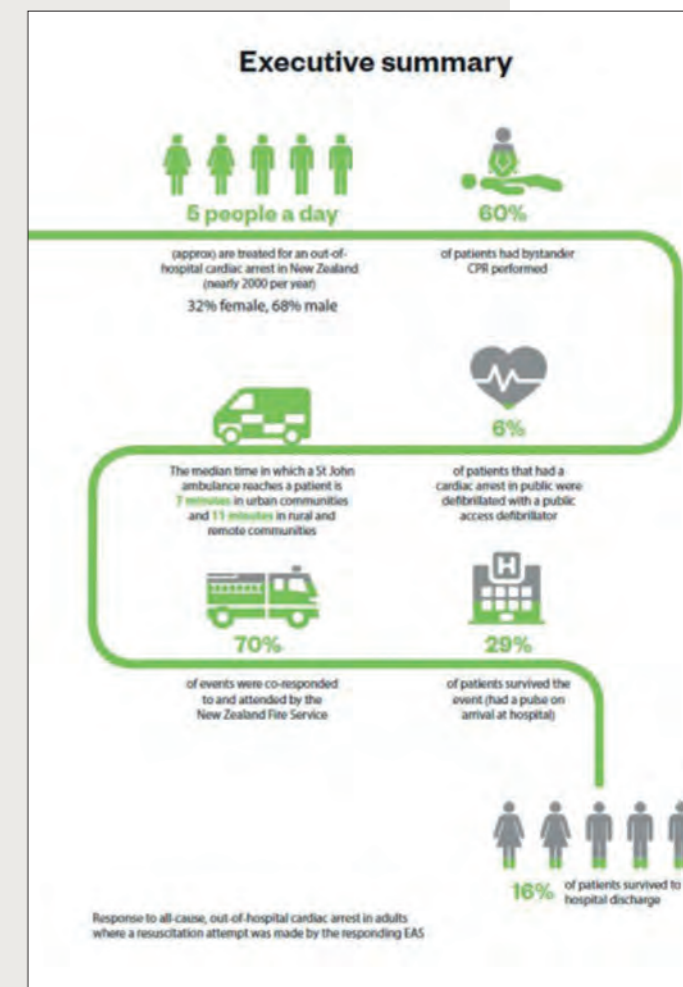 Executive summary
5 people a day
(approx) are treated for an out-of-
hospital cardiac arrest in New Zealand
(nearly 2000 per year)
32% female, 68% male
60%
of patients had bystander
CPR performed
The median time in which a St John
ambulance reaches a patient is
7 minutes in urban communities
and 11 minutes in rural and
remote communities
6%
of patients that had a
cardiac arrest in public were
defibrillated with a public
access defibrillator
70%
of events were co-responded
to and attended by the
New Zealand Fire Service
H
29%
of patients survived the
event (had a pulse on
arrival at hospital)
16% of patients survived to
hospital discharge
Response to all-cause, out-of-hospital cardiac arrest in adults
where a resuscitation attempt was made by the responding EAS